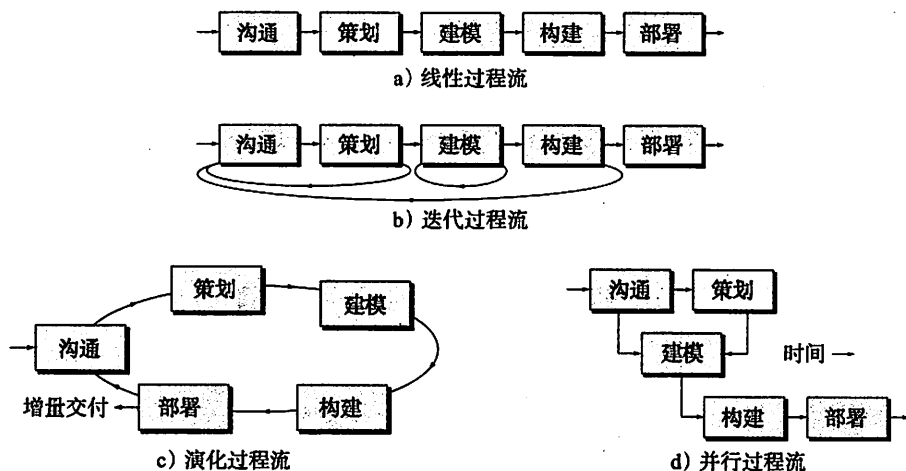 沟通 策划 建模 构建 部署
a）线性过程流
沟通 策划 建模 构建 部署
b）迭代过程流
策划
建模
沟通
增量交付
部署
构建
c）演化过程流
沟通 策划
建模
时间
构建 部署
d）并行过程流